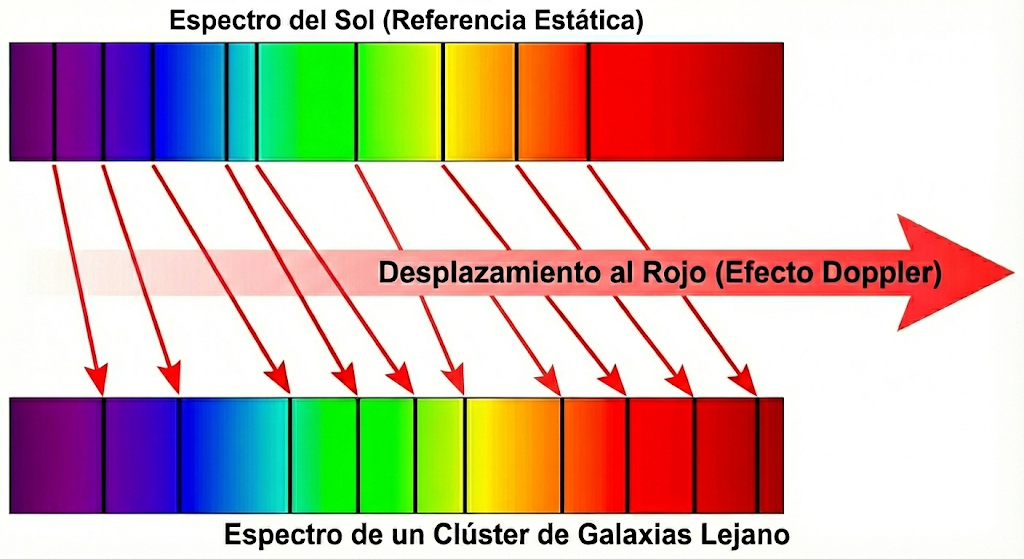 Espectro del Sol (Referencia Estática)
Desplazamiento al Rojo (Efecto Doppler)
Espectro de un Clúster de Galaxias Lejano